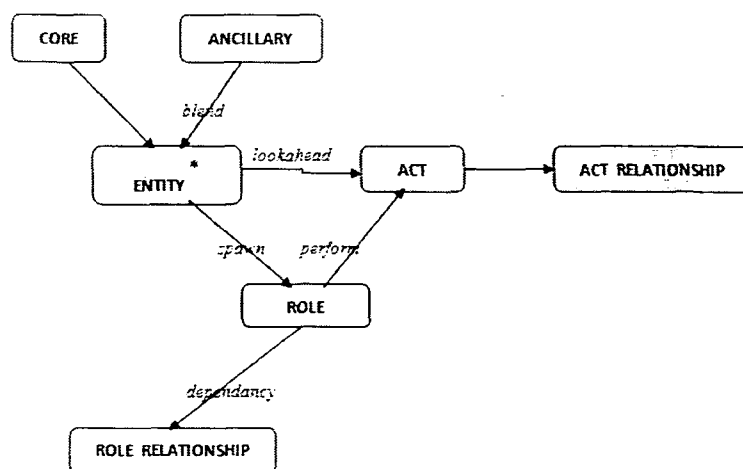 CORE
ANCILLARY
blend
ENTITY *
lookahead
ACT
ACT RELATIONSHIP
spawn
perform
ROLE
dependancy
ROLE RELATIONSHIP